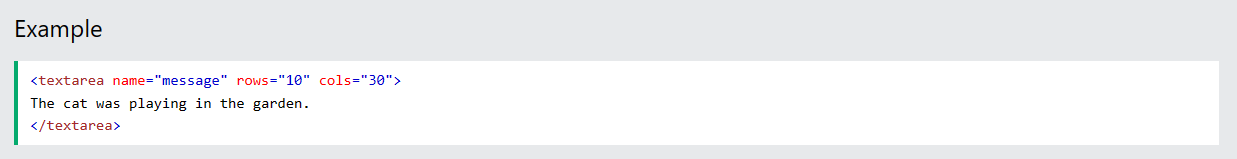 Example
<textarea name="message" rows="10" cols="30">
The cat was playing in the garden.
</textarea>